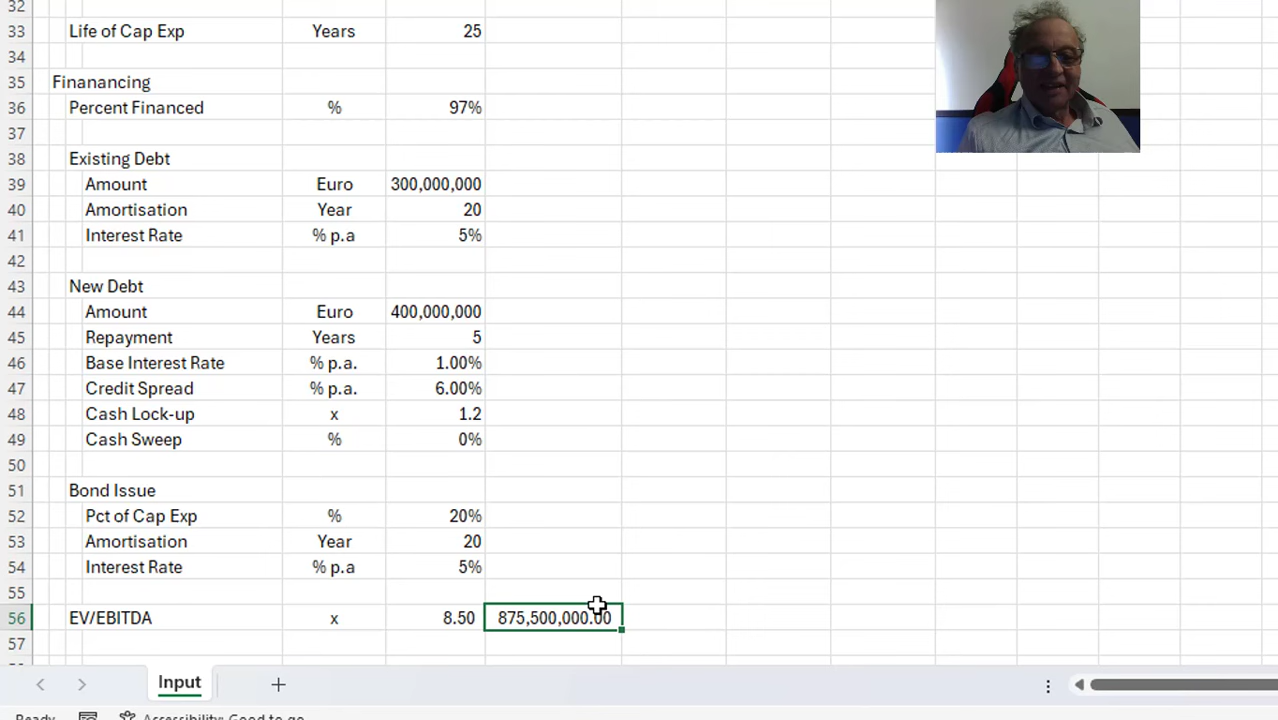 32
33 Life of Cap Exp Years 25
34
35 Finanancing
36 Percent Financed % 97%
37
38 Existing Debt
39 Amount Euro 300,000,000
40 Amortisation Year 20
41 Interest Rate % p.a 5%
42
43 New Debt
44 Amount Euro 400,000,000
45 Repayment Years 5
46 Base Interest Rate % p.a. 1.00%
47 Credit Spread % p.a. 6.00%
48 Cash Lock-up x 1.2
49 Cash Sweep % 0%
50
51 Bond Issue
52 Pct of Cap Exp % 20%
53 Amortisation Year 20
54 Interest Rate % p.a 5%
55
56 EV/EBITDA x 8.50 875,500,000.00
57
Input
Ready Accessibility: Good to go